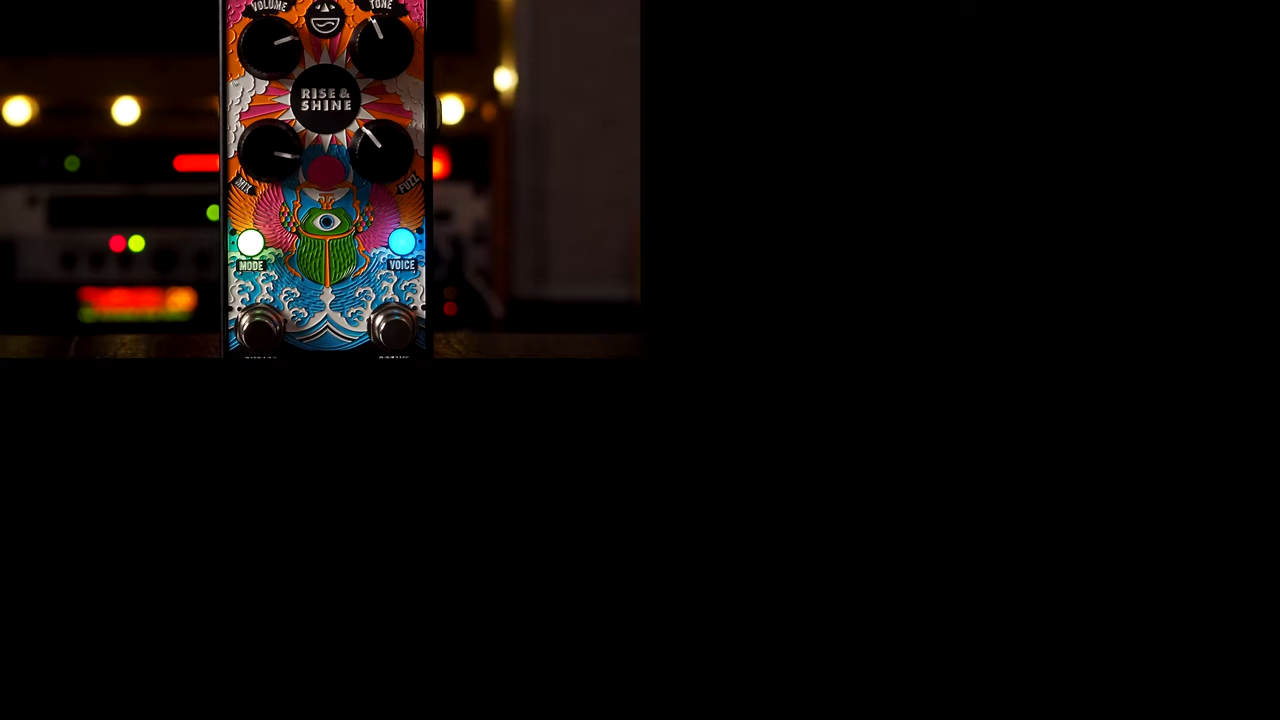 VOLUME
TONE
RISE &
SHINE
MIX
FUZZ
MODE
VOICE